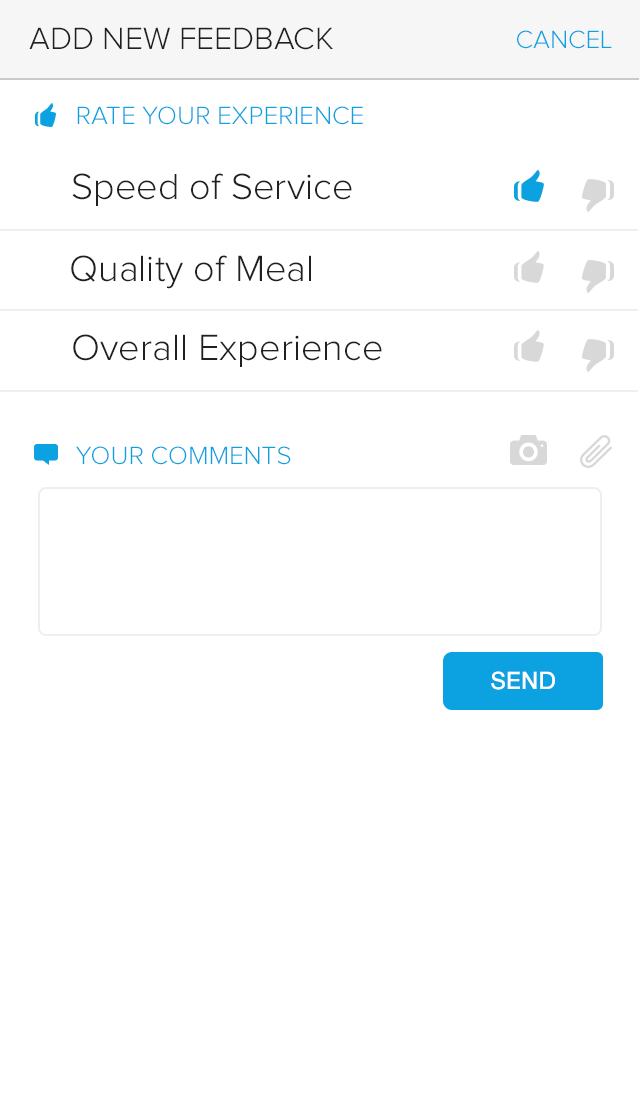 ADD NEW FEEDBACK CANCEL
RATE YOUR EXPERIENCE
Speed of Service
Quality of Meal
Overall Experience
YOUR COMMENTS
SEND